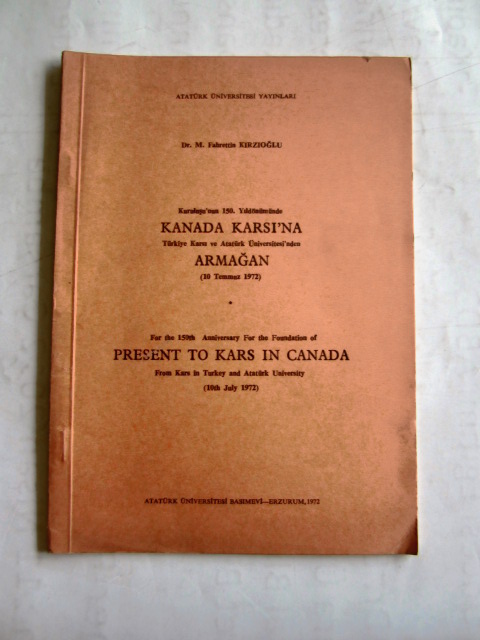 ATATÜRK ÜNİVERSİTESİ YAYINLARI
Dr. M. Fahrettin KIRZIOĞLU
Kuruluşu'nun 150. Yıldönümünde
KANADA KARSI'NA
Türkiye Karsı ve Atatürk Üniversitesi'nden
ARMAĞAN
(10 Temmuz 1972)
For the 150th Anniversary For the Foundation of
PRESENT TO KARS IN CANADA
From Kars in Turkey and Atatürk University
(10th July 1972)
ATATÜRK ÜNİVERSİTESİ BASIMEVİ—ERZURUM, 1972